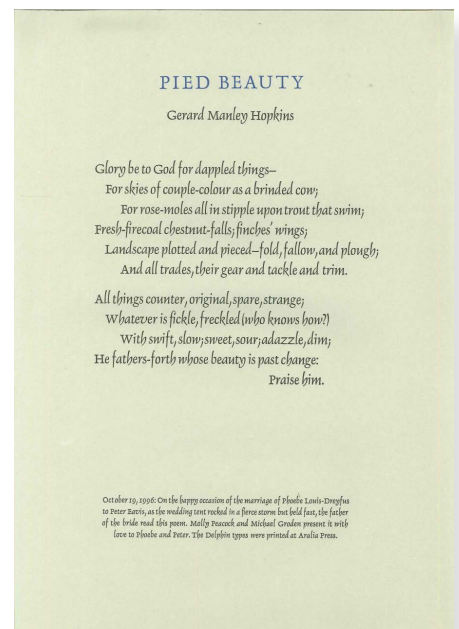 PIED BEAUTY
Gerard Manley Hopkins
Glory be to God for dappled things—
For skies of couple-colour as a brinded cow;
For rose-moles all in stipple upon trout that swim;
Fresh-firecoal chestnut-falls; finches' wings;
Landscape plotted and pieced—fold, fallow, and plough;
And all trades, their gear and tackle and trim.
All things counter, original, spare, strange;
Whatever is fickle, freckled (who knows how?)
With swift, slow; sweet, sour; adazzle, dim;
He fathers-forth whose beauty is past change:
Praise him.
October 19, 1996: On the happy occasion of the marriage of Phoebe Louis-Dreyfus
to Peter Eavis, as the wedding tent rocked in a fierce storm but held fast, the father
of the bride read this poem. Molly Peacock and Michael Groden present it with
love to Phoebe and Peter. The Delphin types were printed at Aralia Press.